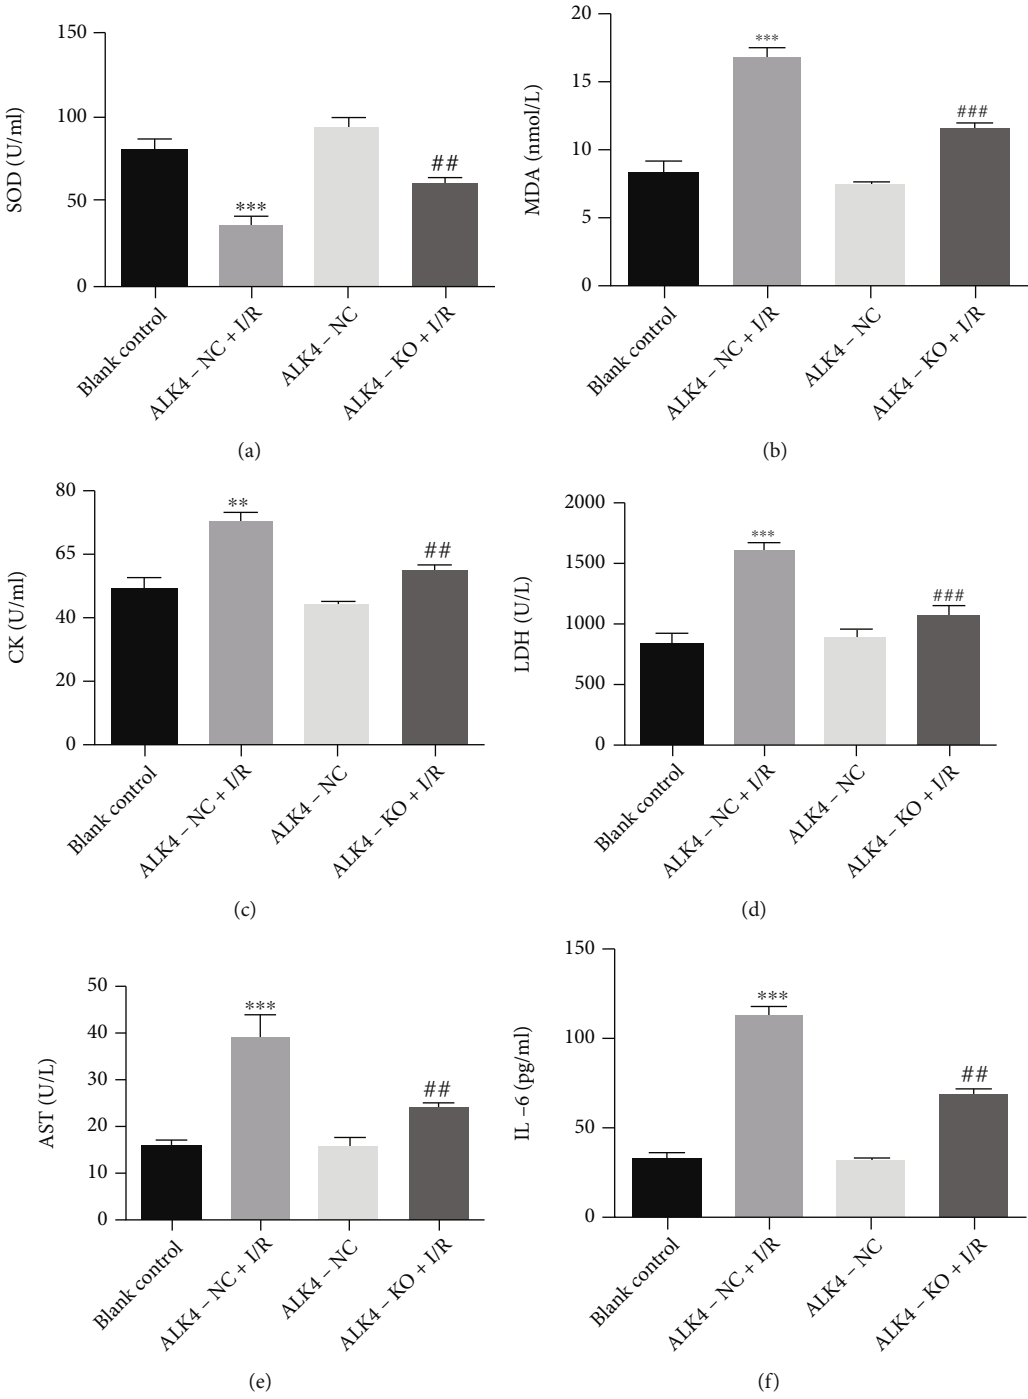 150
100
50
0
SOD (U/ml)
***
##
Blank control
ALK4 – NC + I/R
ALK4 – NC
ALK4 – KO + I/R
(a)
20
15
10
5
0
MDA (nmol/L)
***
###
Blank control
ALK4 – NC + I/R
ALK4 – NC
ALK4 – KO + I/R
(b)
80
65
40
20
0
CK (U/ml)
**
##
Blank control
ALK4 – NC + I/R
ALK4 – NC
ALK4 – KO + I/R
(c)
2000
1500
1000
500
0
LDH (U/L)
***
###
Blank control
ALK4 – NC + I/R
ALK4 – NC
ALK4 – KO + I/R
(d)
50
40
30
20
10
0
AST (U/L)
***
##
Blank control
ALK4 – NC + I/R
ALK4 – NC
ALK4 – KO + I/R
(e)
150
100
50
0
IL –6 (pg/ml)
***
##
Blank control
ALK4 – NC + I/R
ALK4 – NC
ALK4 – KO + I/R
(f)